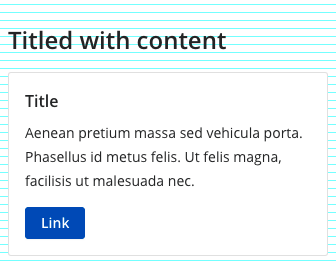 Titled with content
Title
Aenean pretium massa sed vehicula porta.
Phasellus id metus felis. Ut felis magna,
facilisis ut malesuada nec.
Link